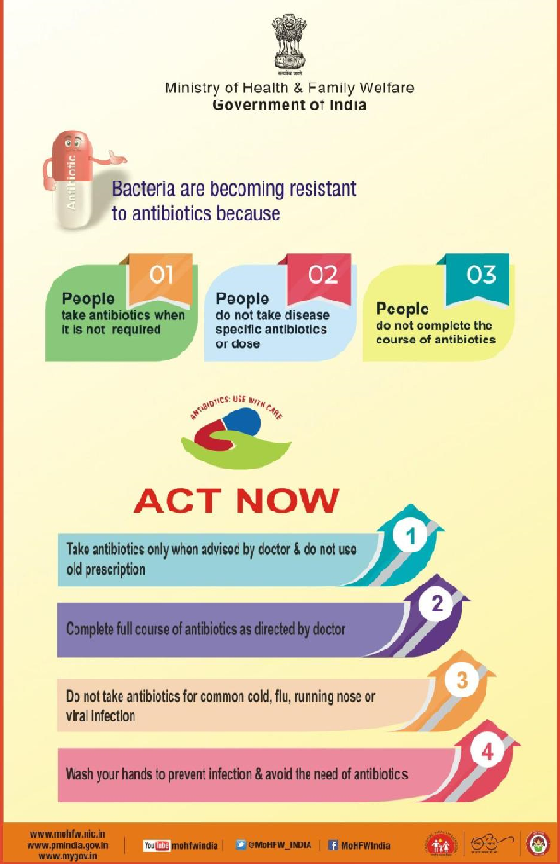 सत्यमेव जयते
Ministry of Health & Family Welfare
Government of India
Antibiotic
Bacteria are becoming resistant
to antibiotics because
01
People
take antibiotics when
it is not required
02
People
do not take disease
specific antibiotics
or dose
03
People
do not complete the
course of antibiotics
ANTIBIOTICS: USE WITH CARE
ACT NOW
1
Take antibiotics only when advised by doctor & do not use
old prescription
2
Complete full course of antibiotics as directed by doctor
3
Do not take antibiotics for common cold, flu, running nose or
viral infection
4
Wash your hands to prevent infection & avoid the need of antibiotics
www.mohfw.nic.in
www.pmindia.gov.in
www.mygov.in
YouTube mohfwindia
@MoHFW_INDIA
MoHFWIndia